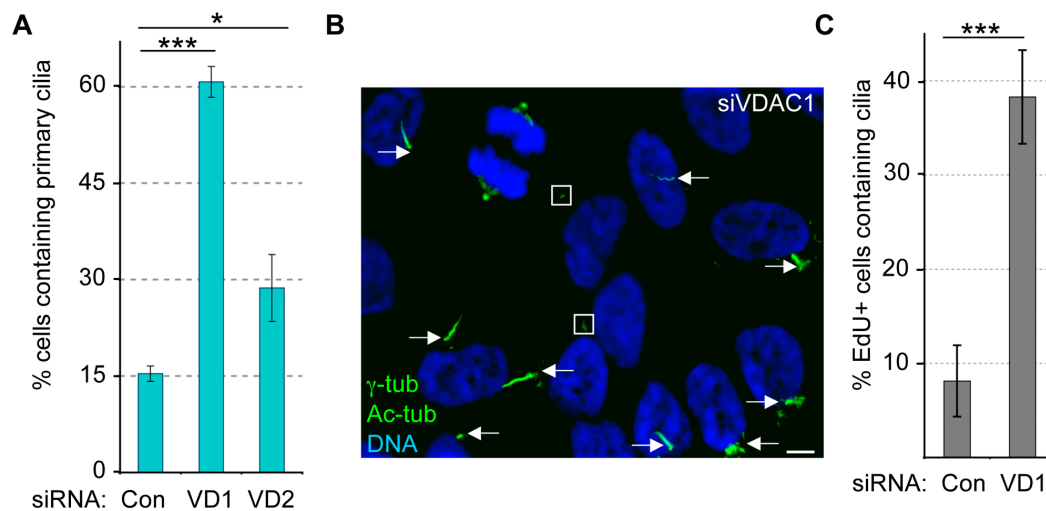 A
% cells containing primary cilia
60
45
30
15
0
***
*
siRNA: Con VD1 VD2
B
siVDAC1
γ-tub
Ac-tub
DNA
C
% EdU+ cells containing cilia
40
30
20
10
***
siRNA: Con VD1